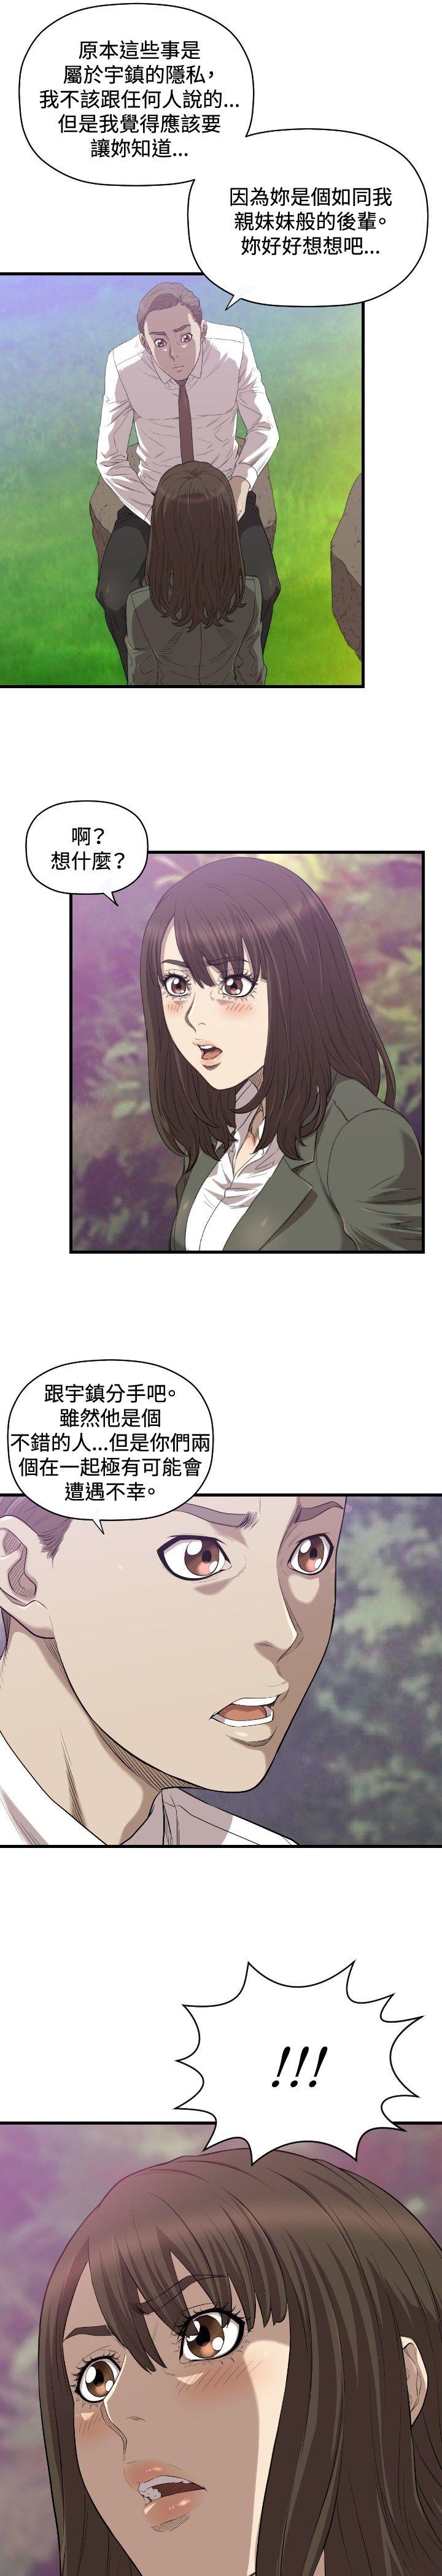 原本這些事是
屬於宇鎮的隱私，
我不該跟任何人說的...
但是我覺得應該要
讓妳知道...
因為妳是個如同我
親妹妹般的後輩。
妳好好想想吧...
啊？
想什麼？
跟宇鎮分手吧。
雖然他是個
不錯的人...但是你們兩
個在一起極有可能會
遭遇不幸。
!!!